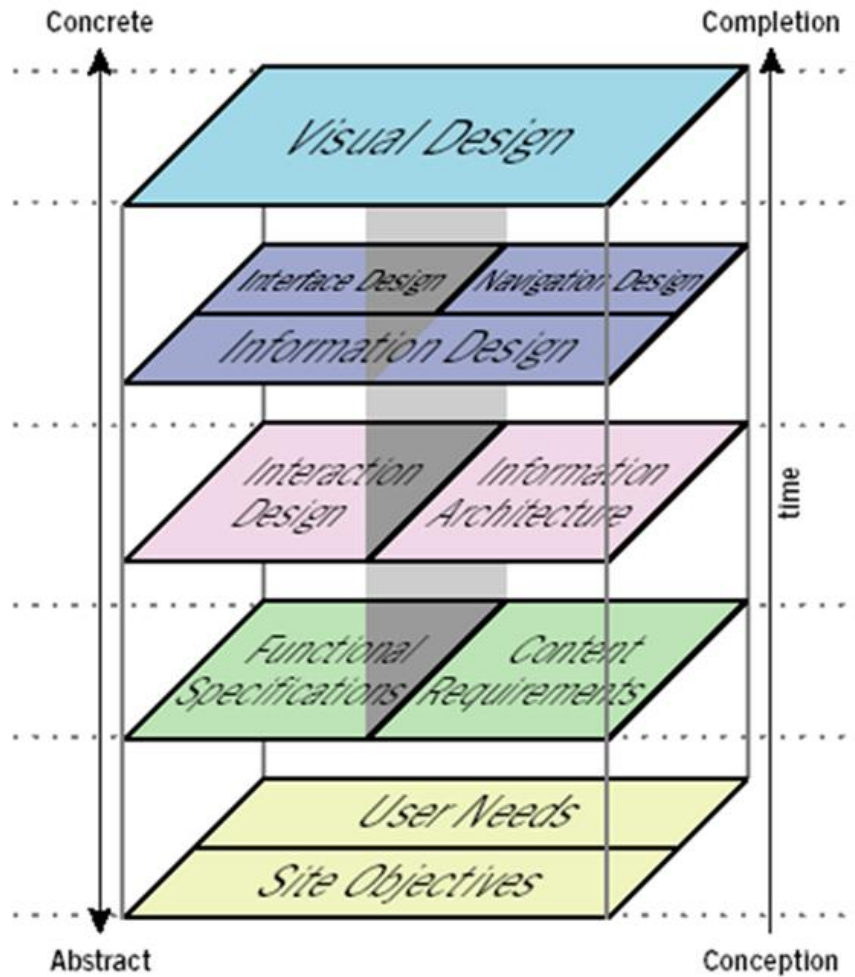 Concrete
Completion
Visual Design
Interface Design
Navigation Design
Information Design
Interaction
Design
Information
Architecture
time
Functional
Specifications
Content
Requirements
User Needs
Site Objectives
Abstract
Conception